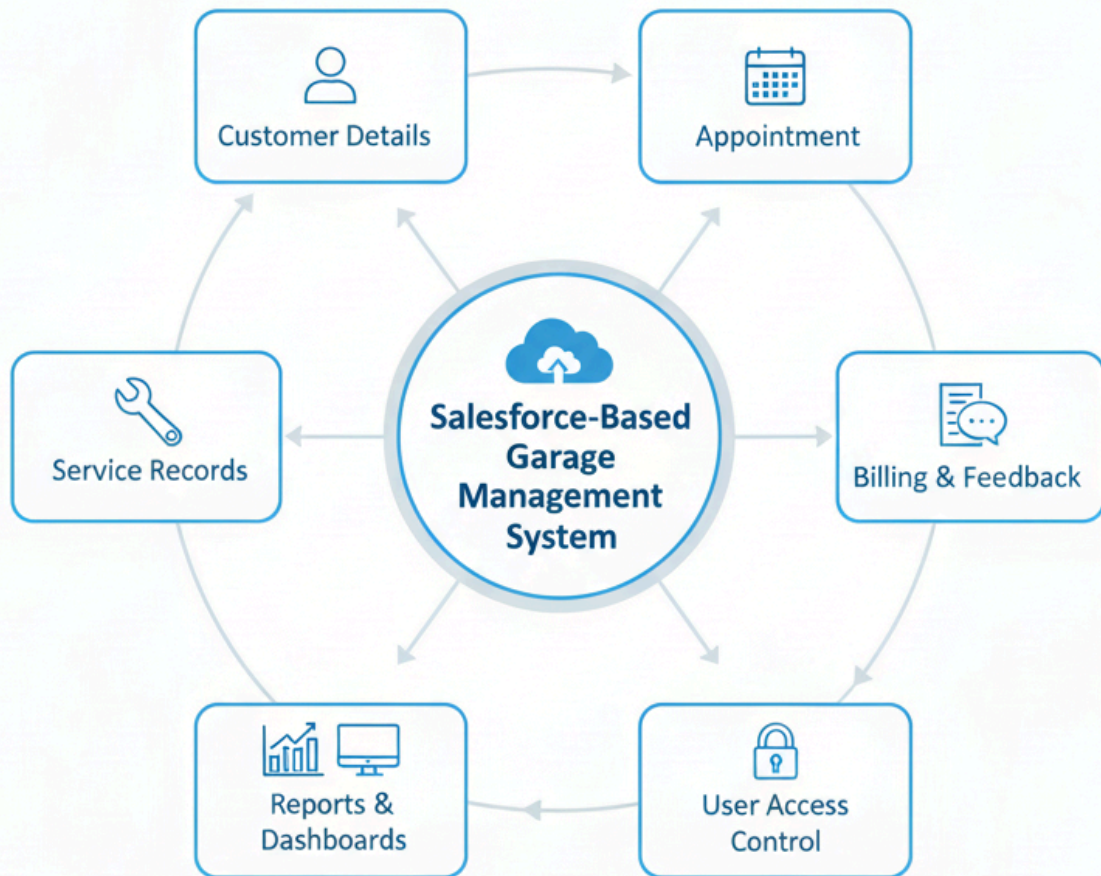 Customer Details
Appointment
Salesforce-Based
Garage
Management
System
Service Records
Billing & Feedback
Reports &
Dashboards
User Access
Control